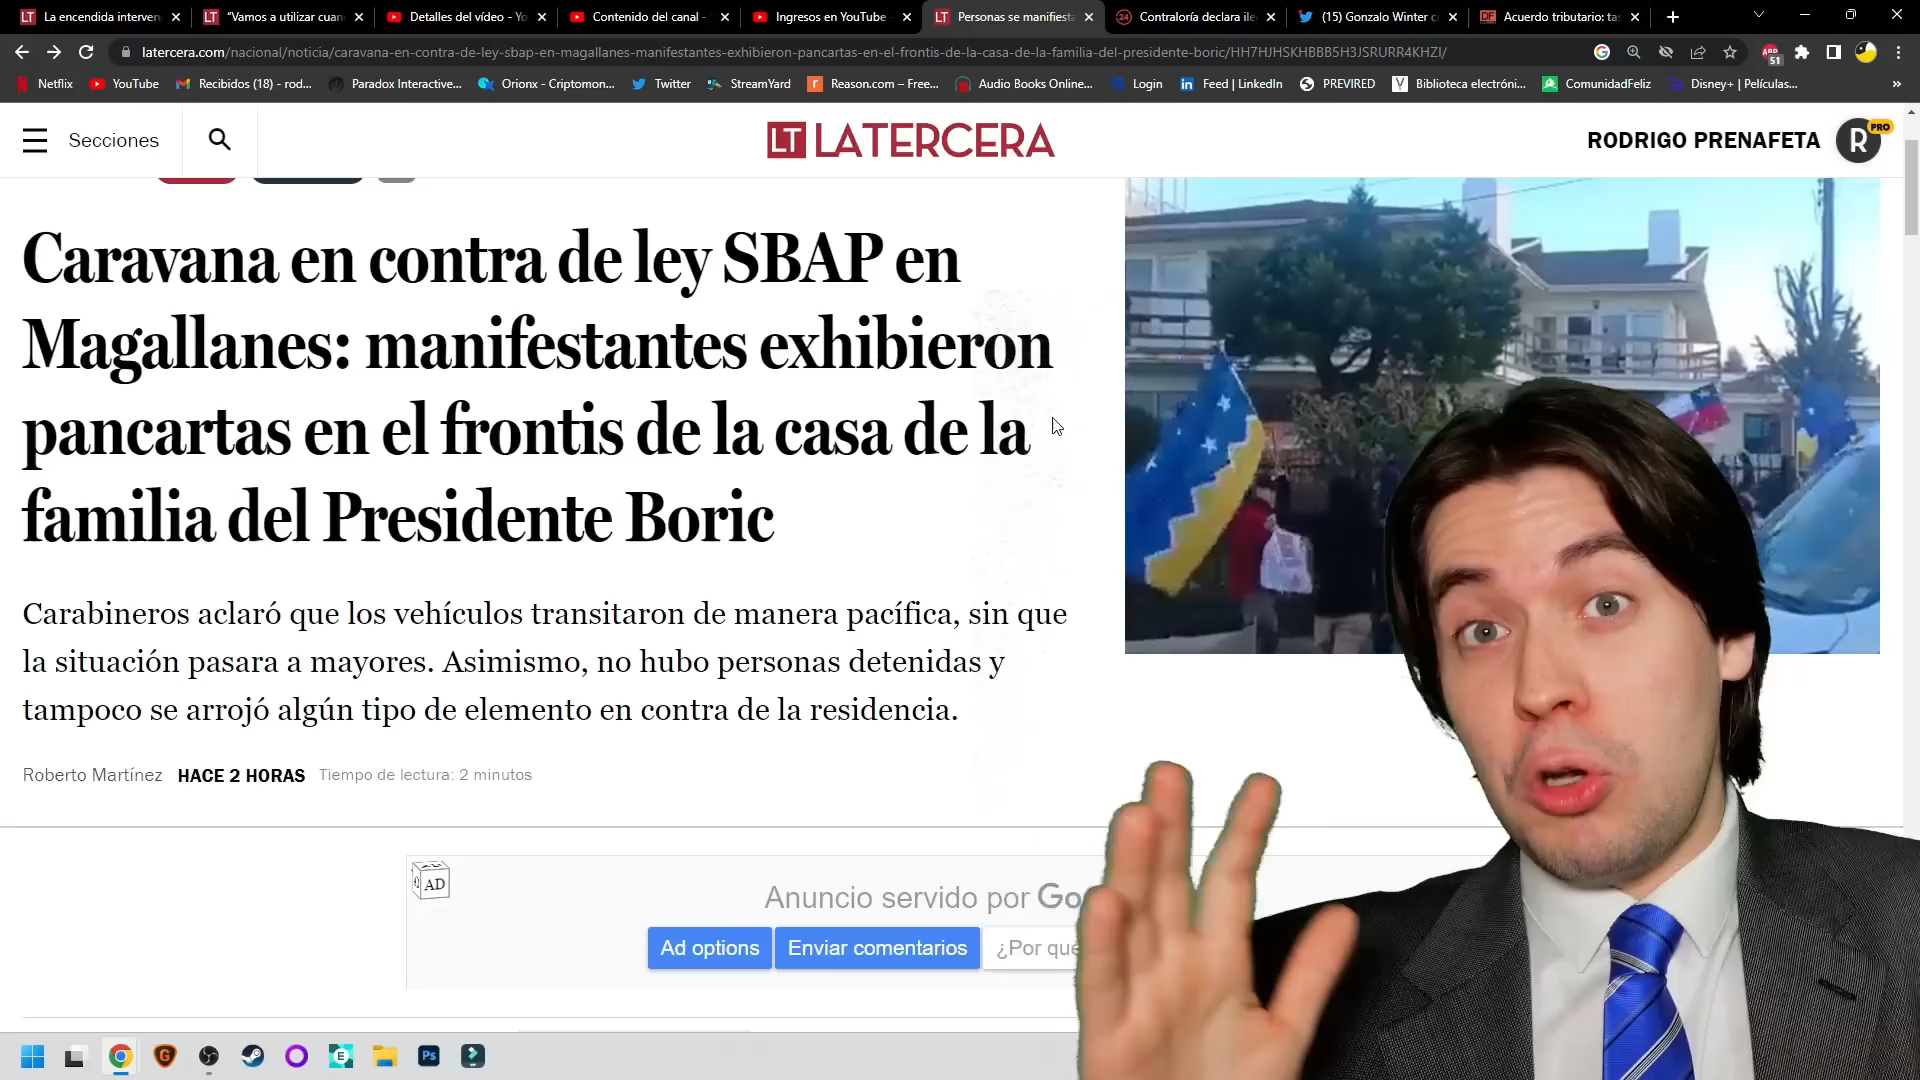 La encendida interven
"Vamos a utilizar cuan
Detalles del vídeo - Yo
Contenido del canal -
Ingresos en YouTube
Personas se manifiesta
Contraloría declara ile
(15) Gonzalo Winter c
Acuerdo tributario: ta
latercera.com/nacional/noticia/caravana-en-contra-de-ley-sbap-en-magallanes-manifestantes-exhibieron-pancartas-en-el-frontis-de-la-casa-de-la-familia-del-presidente-boric/HH7HJHSKHBBB5H3JSRURR4KHZI/
51
Netflix
YouTube
Recibidos (18) - rod...
Paradox Interactive...
Orionx - Criptomon...
Twitter
StreamYard
Reason.com – Free...
Audio Books Online...
Login
Feed | LinkedIn
PREVIRED
Biblioteca electróni...
ComunidadFeliz
Disney+ | Películas...
Secciones
LT LATERCERA
RODRIGO PRENAFETA
R PRO
Caravana en contra de ley SBAP en
Magallanes: manifestantes exhibieron
pancartas en el frontis de la casa de la
familia del Presidente Boric
Carabineros aclaró que los vehículos transitaron de manera pacífica, sin que
la situación pasara a mayores. Asimismo, no hubo personas detenidas y
tampoco se arrojó algún tipo de elemento en contra de la residencia.
Roberto Martínez HACE 2 HORAS Tiempo de lectura: 2 minutos
AD
Anuncio servido por Go
Ad options
Enviar comentarios
¿Por qué